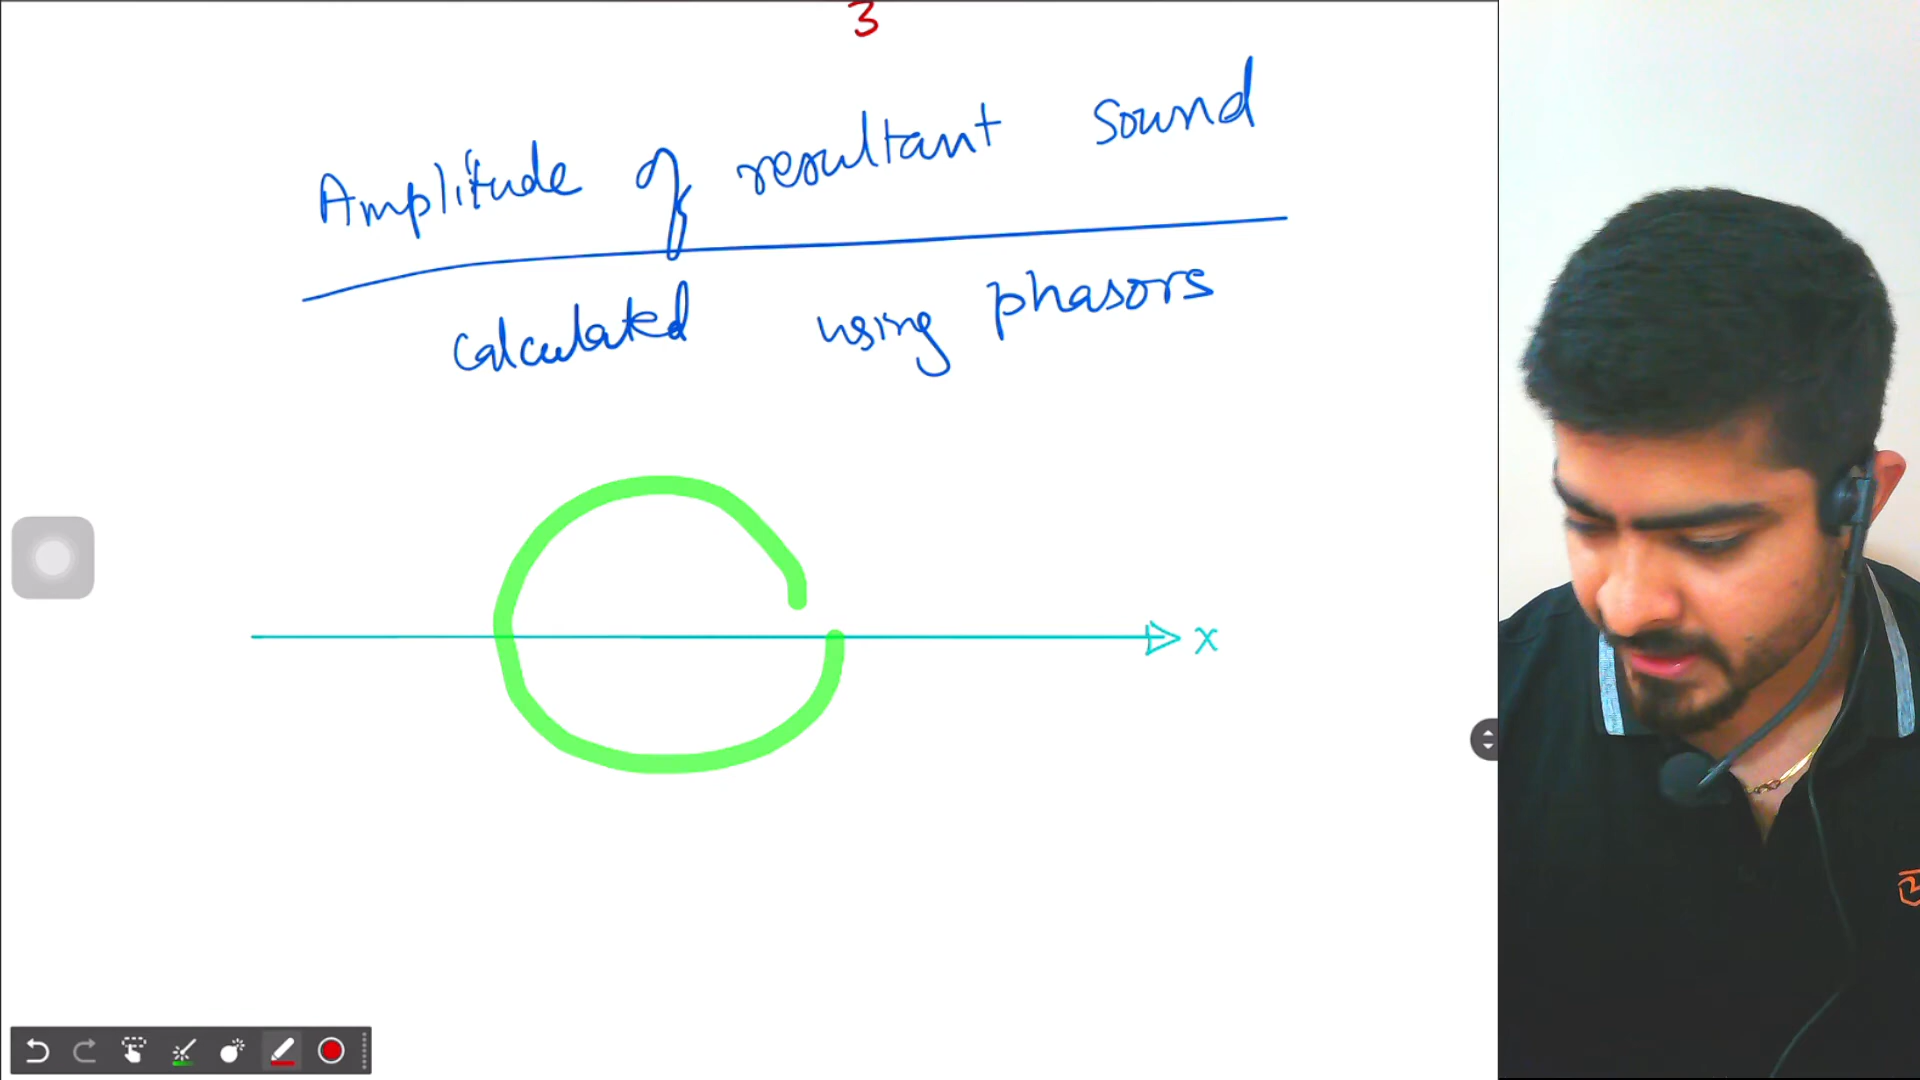 3
Amplitude of resultant sound
calculated using phasors
x